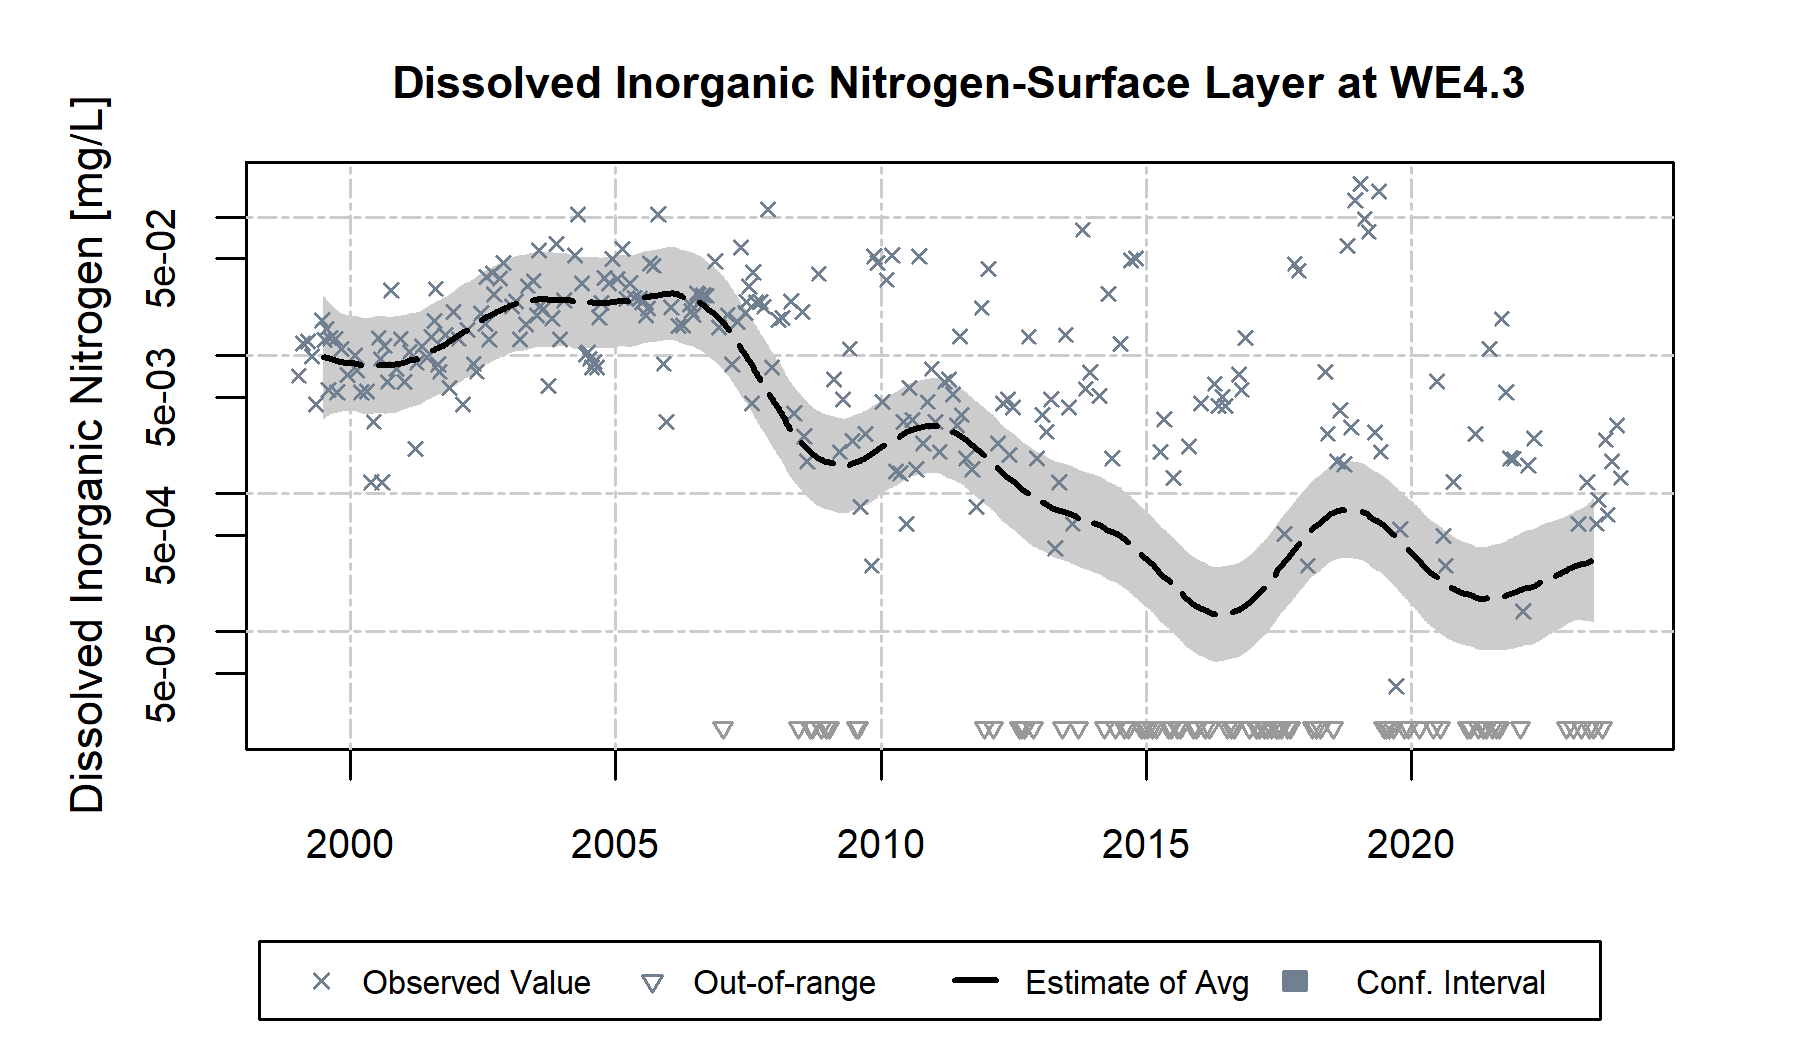 Dissolved Inorganic Nitrogen-Surface Layer at WE4.3
Dissolved Inorganic Nitrogen [mg/L]
5e-02
5e-03
5e-04
5e-05
2000 2005 2010 2015 2020
Observed Value Out-of-range Estimate of Avg Conf. Interval